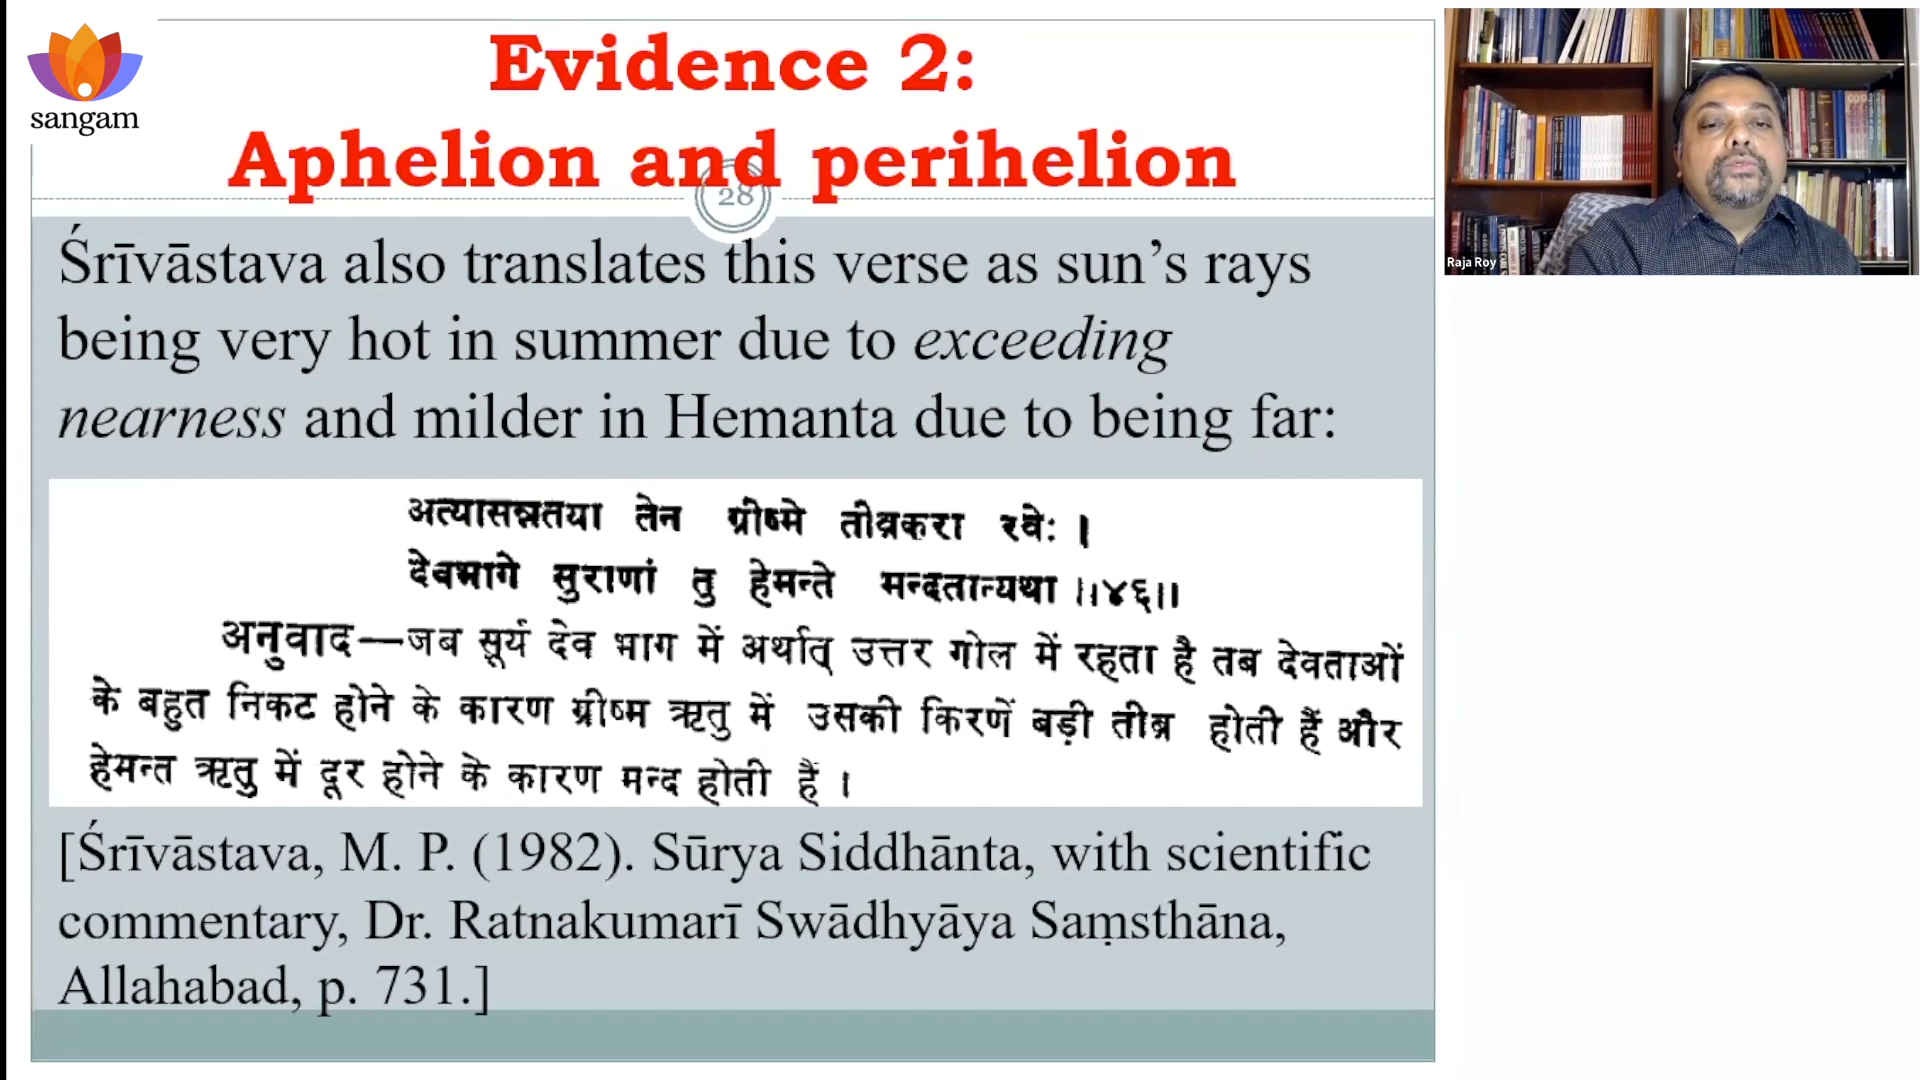 sangam
Evidence 2:
Aphelion and perihelion
28
Śrīvāstava also translates this verse as sun’s rays
being very hot in summer due to exceeding
nearness and milder in Hemanta due to being far:
अत्यासन्नतया तेन ग्रीष्मे तीव्रकरा रवेः ।
देवभागे सुराणां तु हेमन्ते मन्दतान्यथा ।।४६।।
अनुवाद—जब सूर्य देव भाग में अर्थात् उत्तर गोल में रहता है तब देवताओं
के बहुत निकट होने के कारण ग्रीष्म ऋतु में उसकी किरणें बड़ी तीव्र होती हैं और
हेमन्त ऋतु में दूर होने के कारण मन्द होती हैं ।
[Śrīvāstava, M. P. (1982). Sūrya Siddhānta, with scientific
commentary, Dr. Ratnakumarī Swādhyāya Saṃsthāna,
Allahabad, p. 731.]
Raja Roy